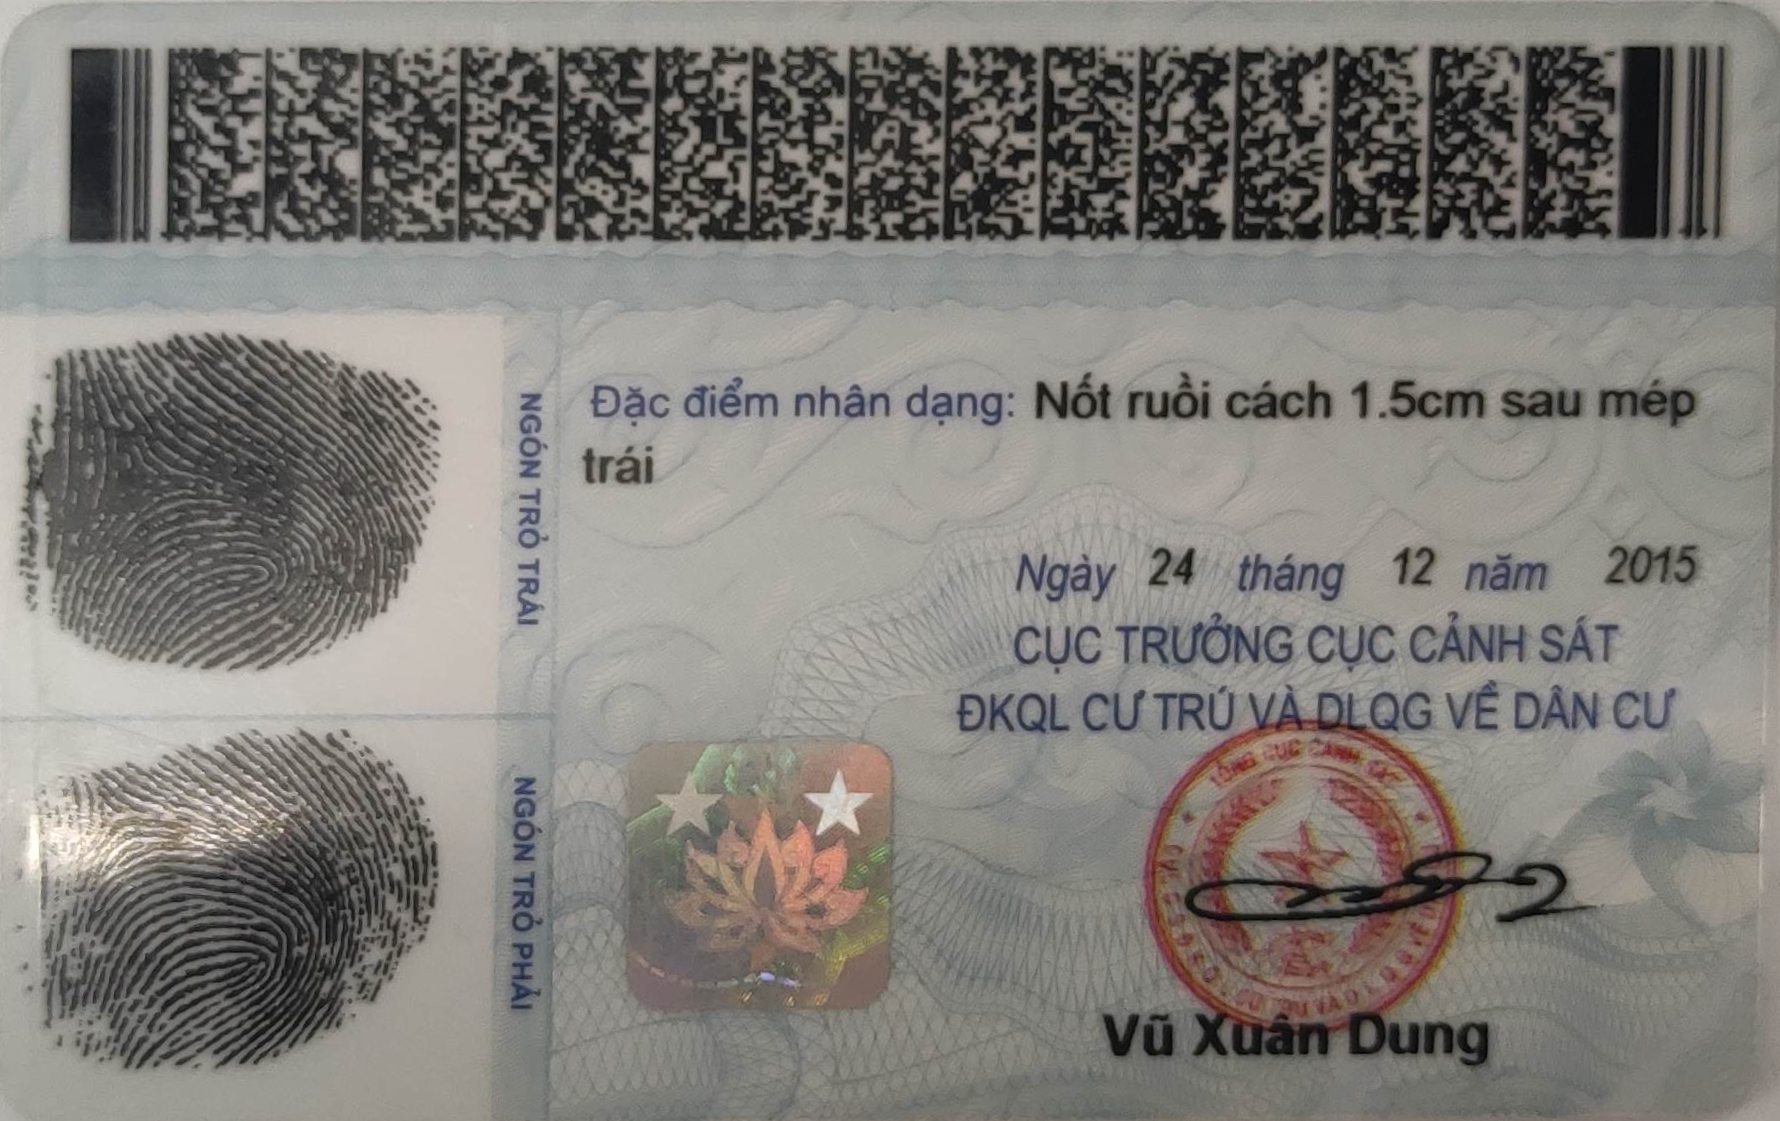 NGÓN TRỎ TRÁI
NGÓN TRỎ PHẢI
Đặc điểm nhân dạng: Nốt ruồi cách 1.5cm sau mép
trái
Ngày 24 tháng 12 năm 2015
CỤC TRƯỞNG CỤC CẢNH SÁT
ĐKQL CƯ TRÚ VÀ DLQG VỀ DÂN CƯ
Vũ Xuân Dung